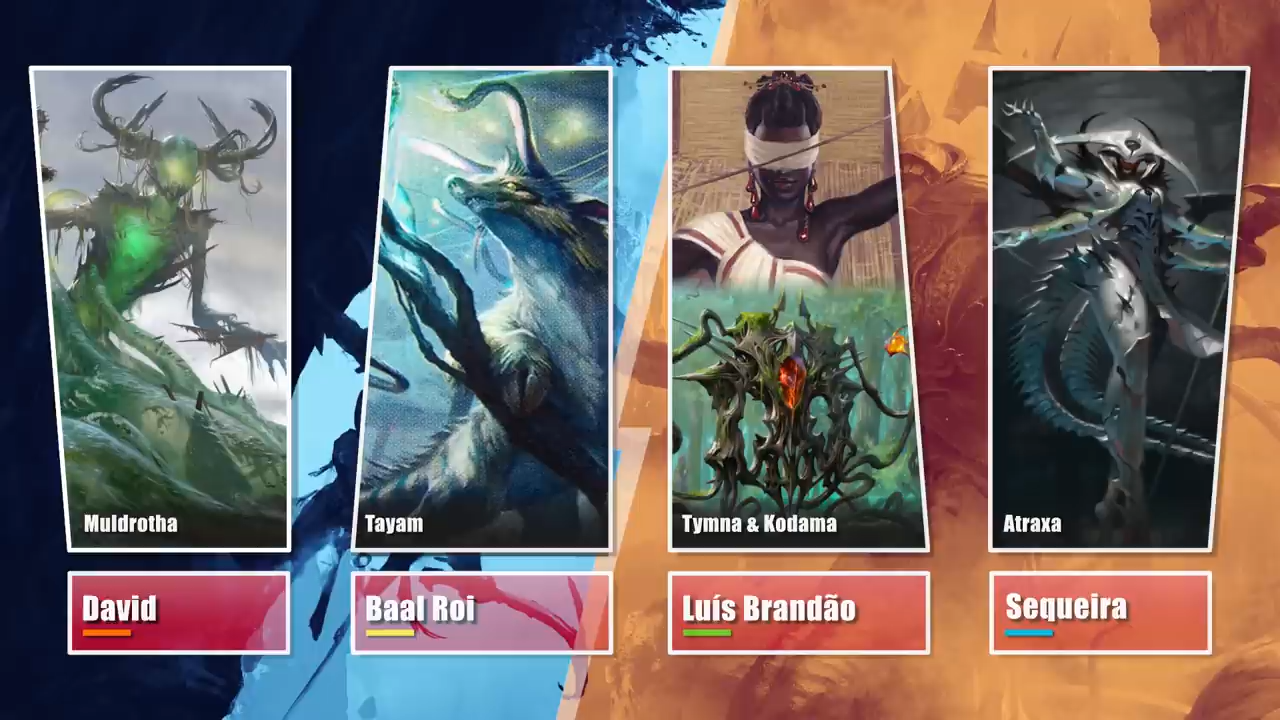 Muldrotha
Tayam
Tymna & Kodama
Atraxa
David
Baal Roi
Luís Brandão
Sequeira